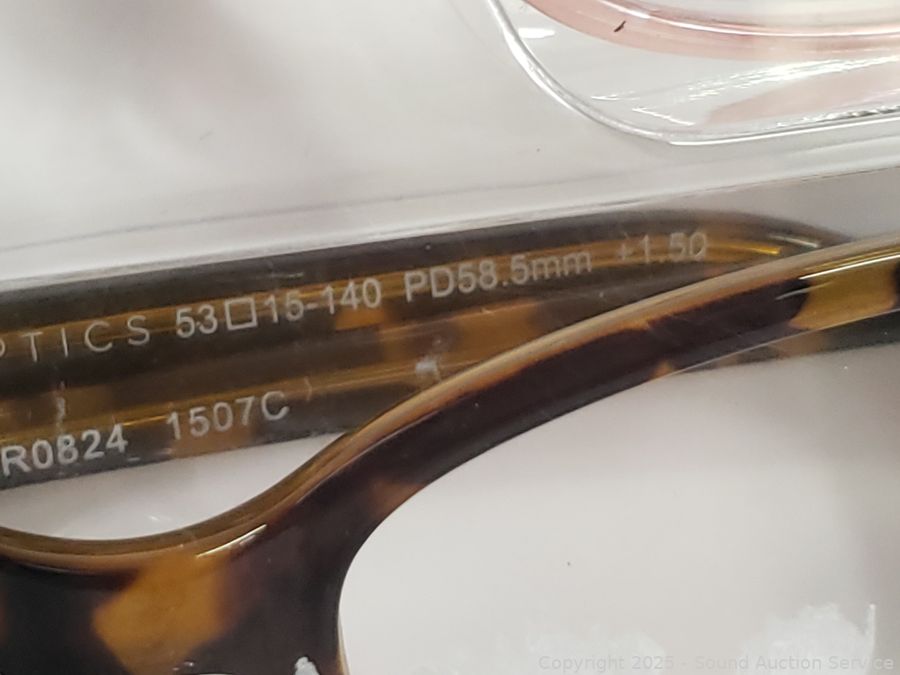 PTICS 53□15-140 PD58.5mm +1.50
R0824 1507C
Copyright 2025 - Sound Auction Service